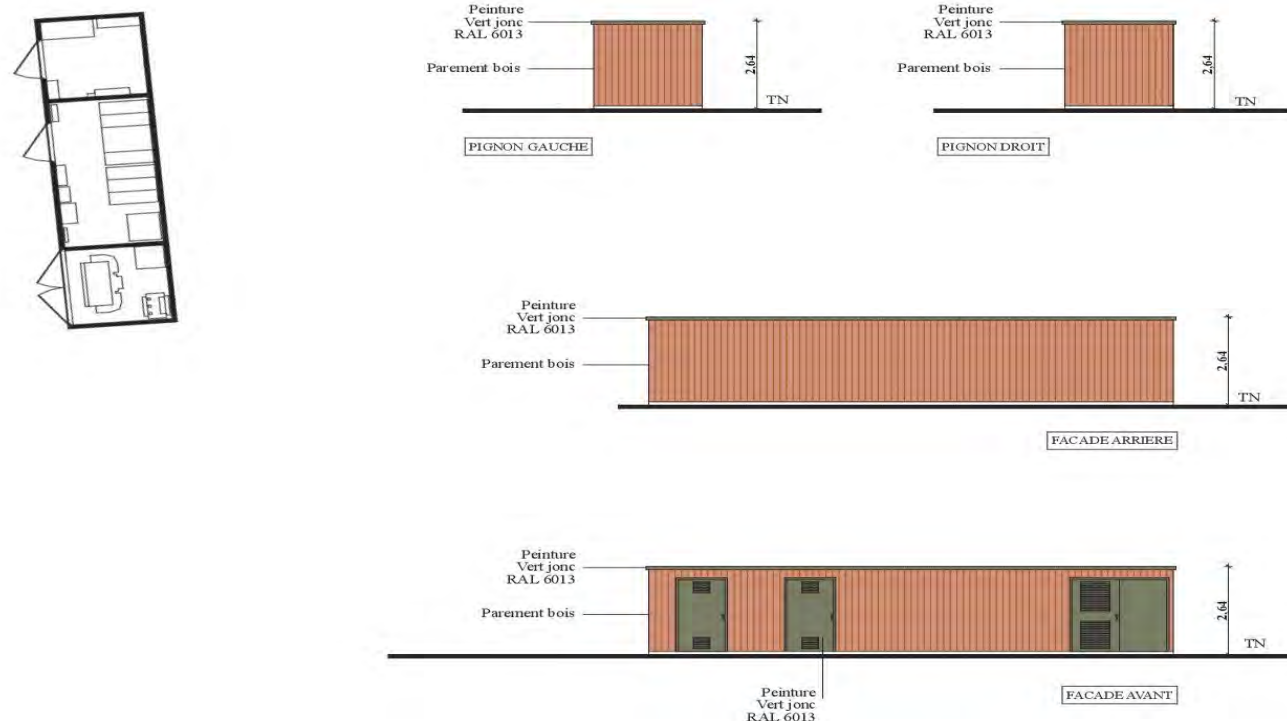 Peinture
Vert jonc
RAL 6013
Parement bois
2,64
TN
PIGNON GAUCHE
Peinture
Vert jonc
RAL 6013
Parement bois
2,64
TN
PIGNON DROIT
Peinture
Vert jonc
RAL 6013
Parement bois
2,64
TN
FACADE ARRIERE
Peinture
Vert jonc
RAL 6013
Parement bois
2,64
TN
Peinture
Vert jonc
RAL 6013
FACADE AVANT